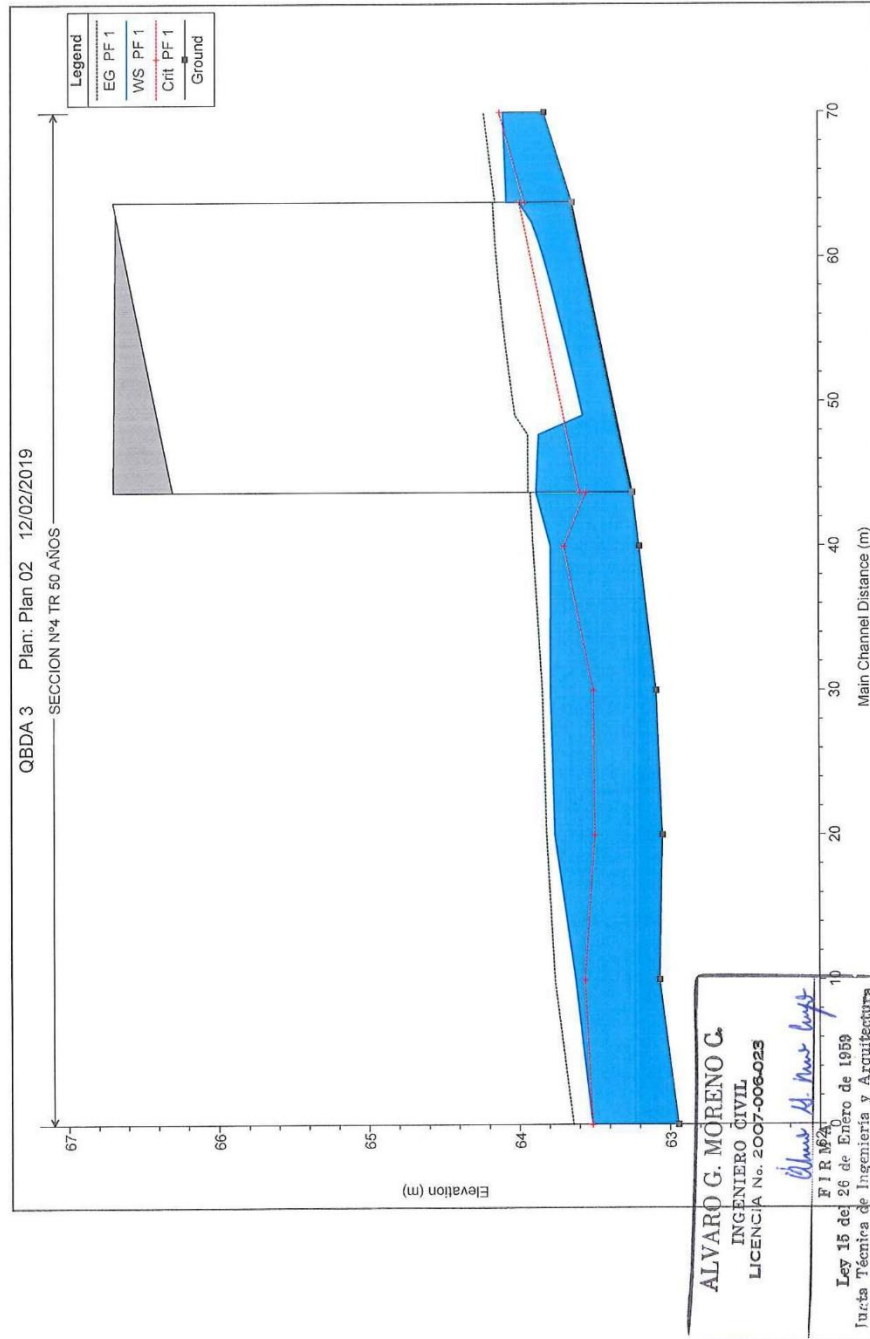 QBDA 3 Plan: Plan 02 12/02/2019
SECCION Nº4 TR 50 AÑOS
Legend
EG PF 1
WS PF 1
Crit PF 1
Ground
67
66
65
64
63
62
Elevation (m)
0
10
20
30
40
50
60
70
Main Channel Distance (m)
ALVARO G. MORENO C.
INGENIERO CIVIL
LICENCIA No. 2007-006-023
FIRMA
Ley 15 del 26 de Enero de 1959
Junta Técnica de Ingeniería y Arquitectura